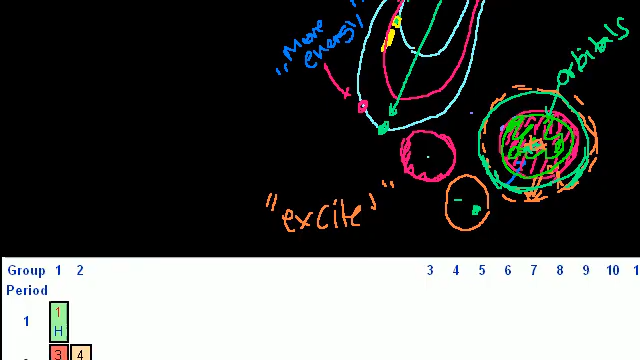 "More
energy"
orbitals
x
"excite"
Group 1 2 3 4 5 6 7 8 9 10 1
Period
1
1
H
3 4